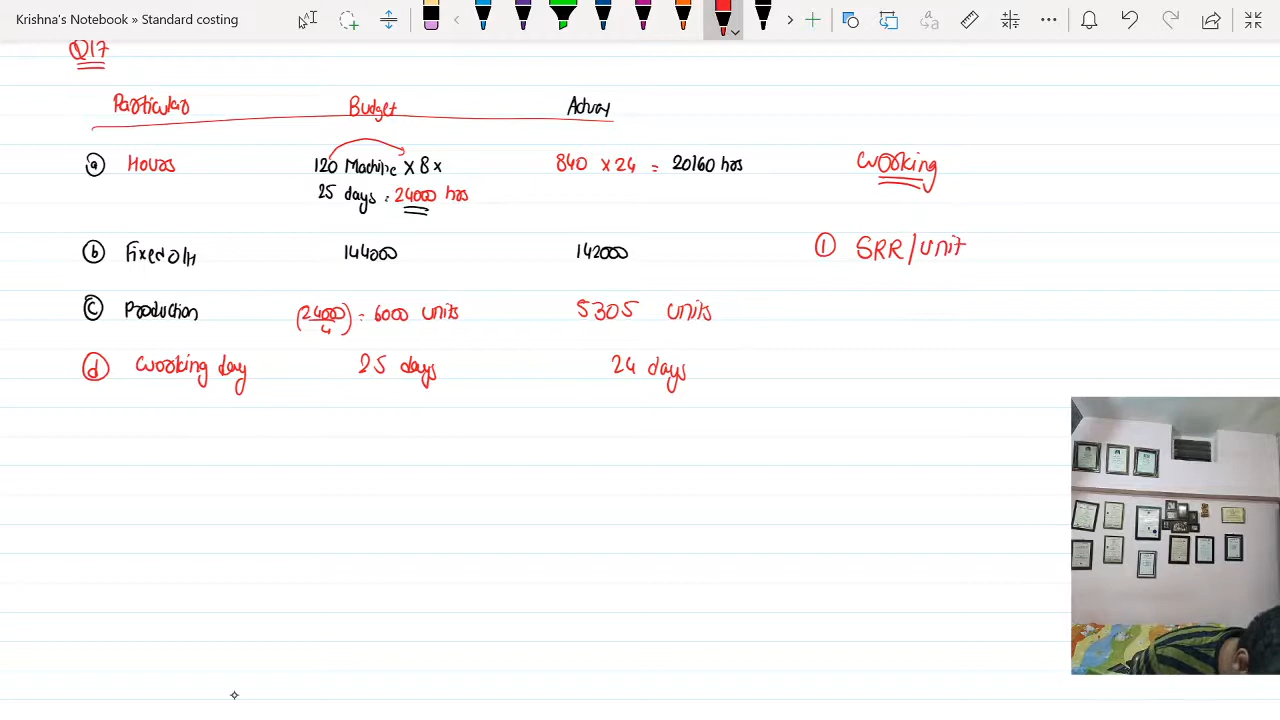 Krishna's Notebook » Standard costing
Q17
Particular Budget Actual
(a) Hours 120 Machine × 8 × 840 × 24 = 20160 hrs Working
25 days = 24000 hrs
(b) Fixed O/H 144000 142000 (1) SRR/Unit
(c) Production (24000/4) = 6000 units 5305 units
(d) Working day 25 days 24 days